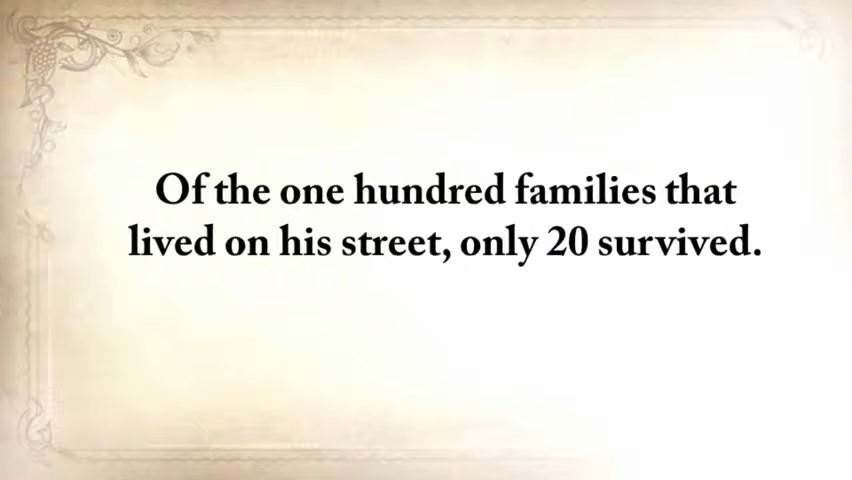 Of the one hundred families that
lived on his street, only 20 survived.